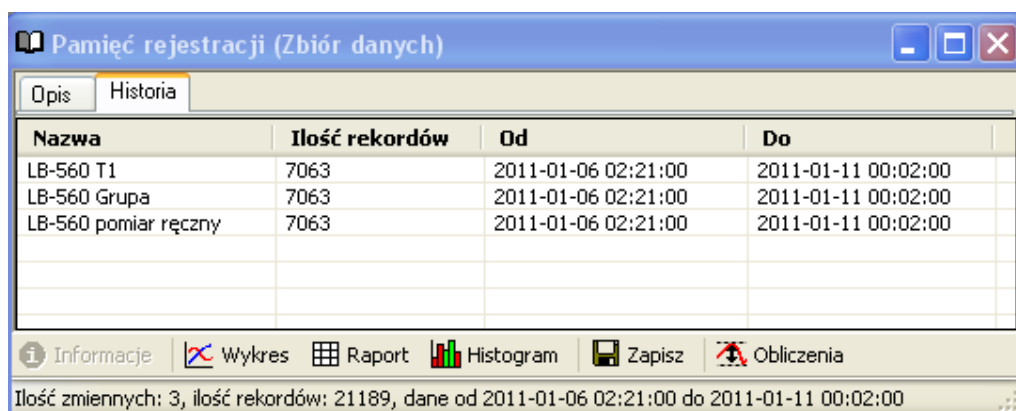 Pamięć rejestracji (Zbiór danych)
Opis Historia
Nazwa Ilość rekordów Od Do
LB-560 T1 7063 2011-01-06 02:21:00 2011-01-11 00:02:00
LB-560 Grupa 7063 2011-01-06 02:21:00 2011-01-11 00:02:00
LB-560 pomiar ręczny 7063 2011-01-06 02:21:00 2011-01-11 00:02:00
Informacje Wykres Raport Histogram Zapisz Obliczenia
Ilość zmiennych: 3, ilość rekordów: 21189, dane od 2011-01-06 02:21:00 do 2011-01-11 00:02:00